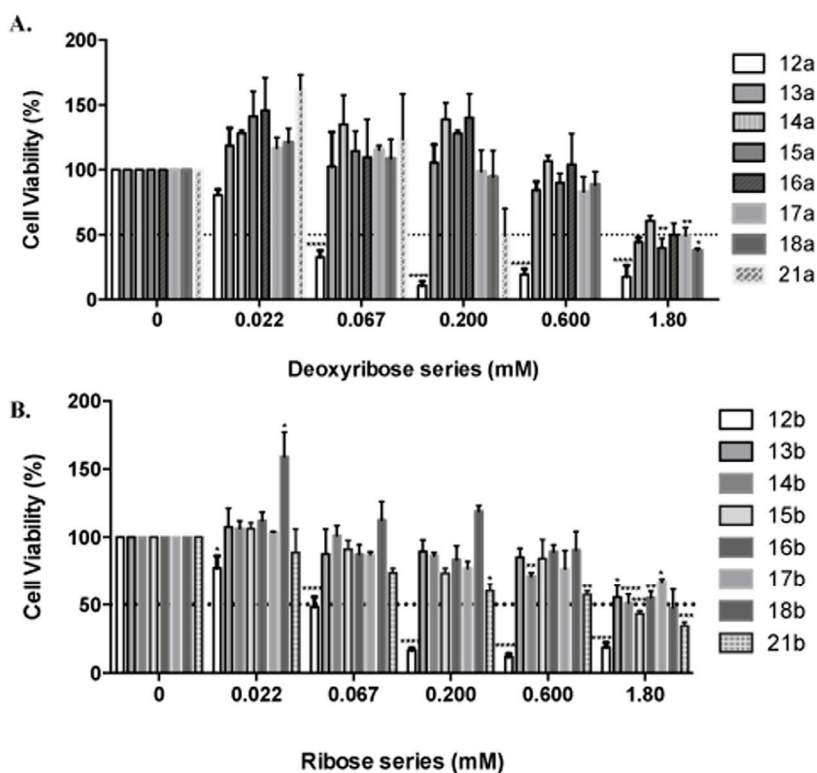 A.
200
150
100
50
0
Cell Viability (%)
****
****
****
****
**
**
*
0 0.022 0.067 0.200 0.600 1.80
Deoxyribose series (mM)
12a
13a
14a
15a
16a
17a
18a
21a
B.
200
150
100
50
0
Cell Viability (%)
*
*
****
****
*
****
**
**
****
*
****
****
**
*
***
0 0.022 0.067 0.200 0.600 1.80
Ribose series (mM)
12b
13b
14b
15b
16b
17b
18b
21b